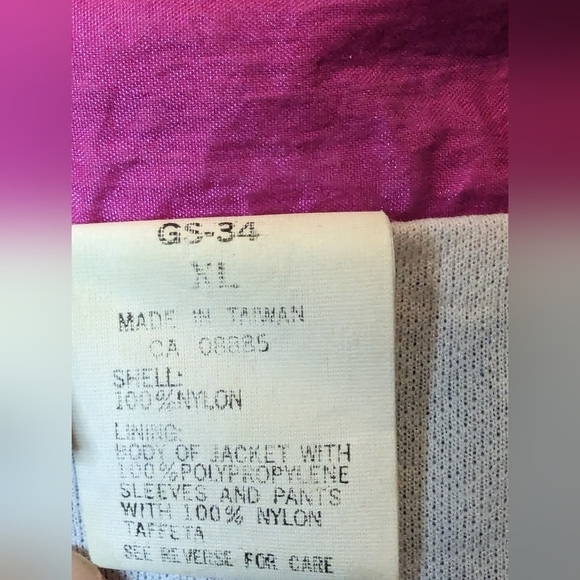 GS-34
XL
MADE IN TAIWAN
CA 08885
SHELL:
100%NYLON
LINING:
BODY OF JACKET WITH
100%POLYPROPYLENE
SLEEVES AND PANTS
WITH 100% NYLON
TAFFETA
SEE REVERSE FOR CARE